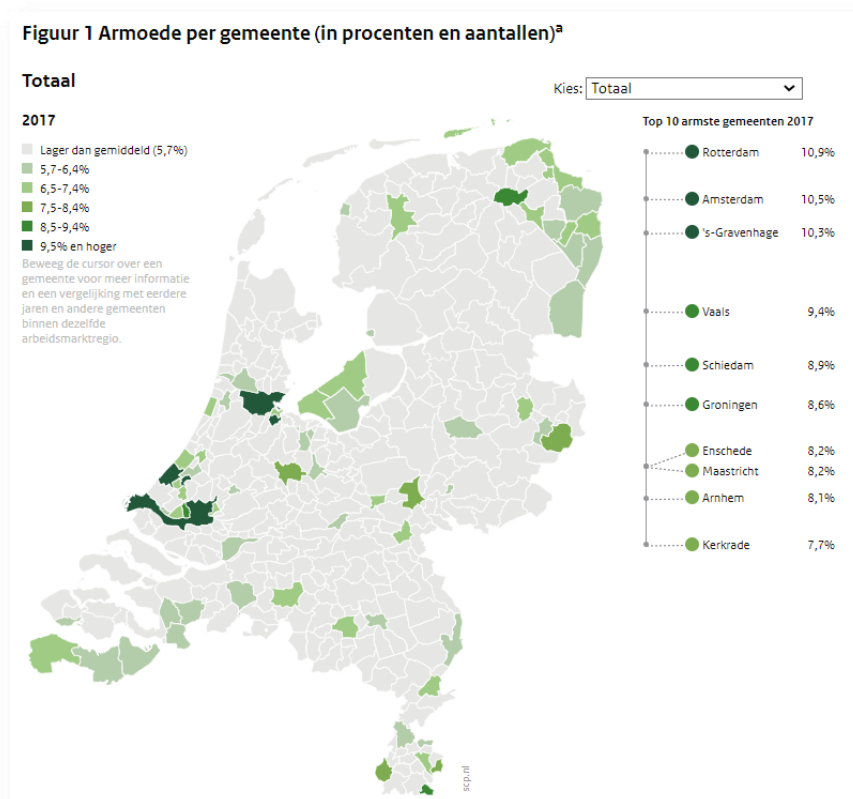 Figuur 1 Armoede per gemeente (in procenten en aantallen)ª
Totaal
Kies: Totaal
2017
Lager dan gemiddeld (5,7%)
5,7-6,4%
6,5-7,4%
7,5-8,4%
8,5-9,4%
9,5% en hoger
Beweeg de cursor over een
gemeente voor meer informatie
en een vergelijking met eerdere
jaren en andere gemeenten
binnen dezelfde
arbeidsmarktregio.
Top 10 armste gemeenten 2017
Rotterdam 10,9%
Amsterdam 10,5%
's-Gravenhage 10,3%
Vaals 9,4%
Schiedam 8,9%
Groningen 8,6%
Enschede 8,2%
Maastricht 8,2%
Arnhem 8,1%
Kerkrade 7,7%
scp.nl